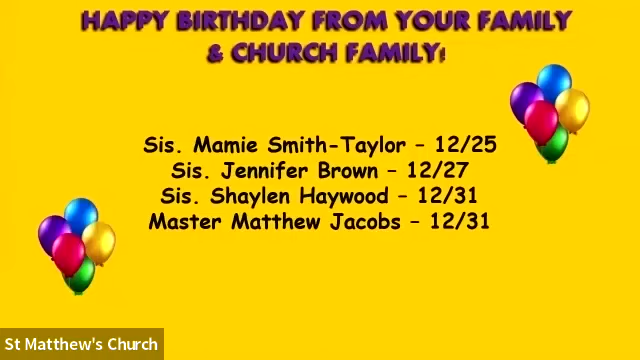 HAPPY BIRTHDAY FROM YOUR FAMILY
& CHURCH FAMILY!
Sis. Mamie Smith-Taylor – 12/25
Sis. Jennifer Brown – 12/27
Sis. Shaylen Haywood – 12/31
Master Matthew Jacobs – 12/31
St Matthew's Church